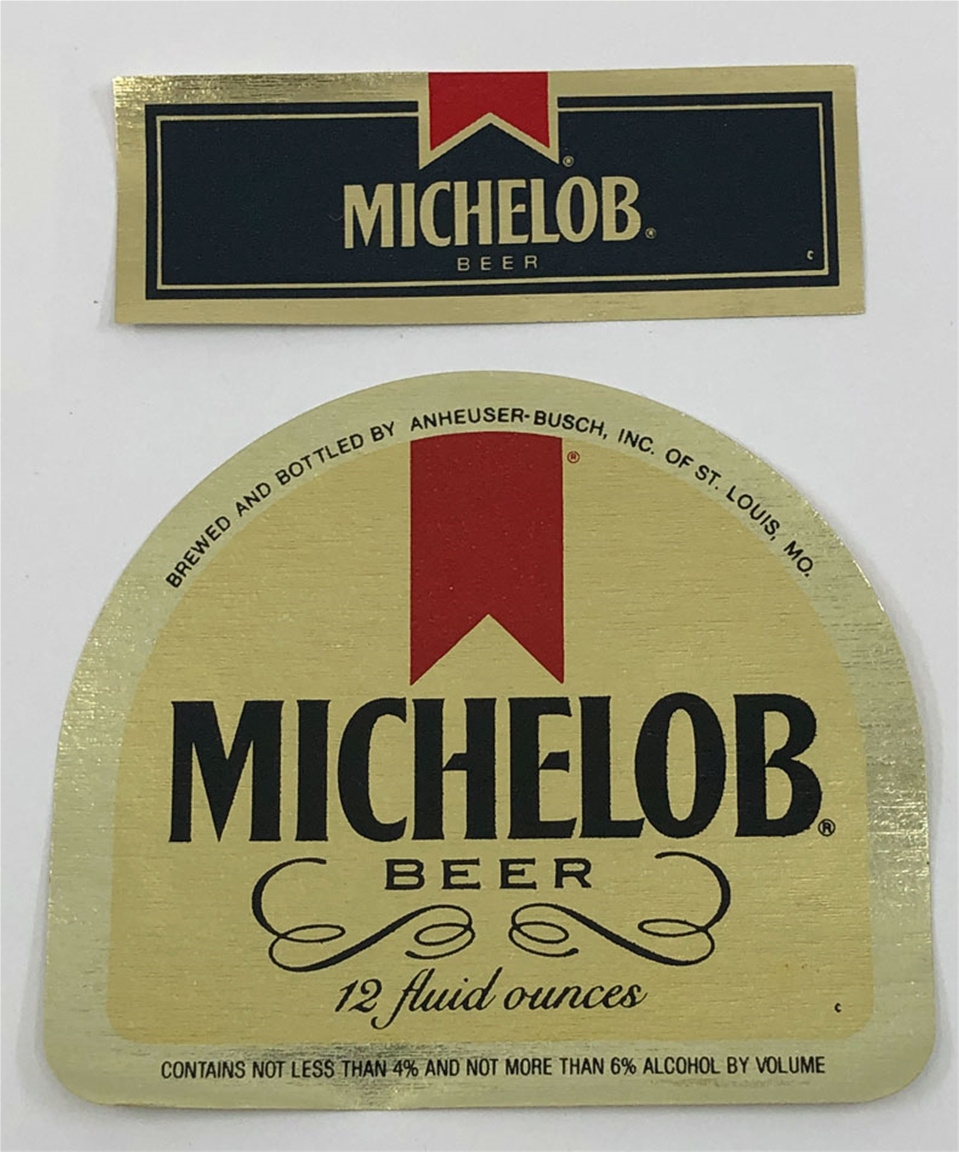 ®
MICHELOB®
BEER
C
BREWED AND BOTTLED BY ANHEUSER-BUSCH, INC. OF ST. LOUIS, MO.
®
MICHELOB®
BEER
12 fluid ounces
C
CONTAINS NOT LESS THAN 4% AND NOT MORE THAN 6% ALCOHOL BY VOLUME